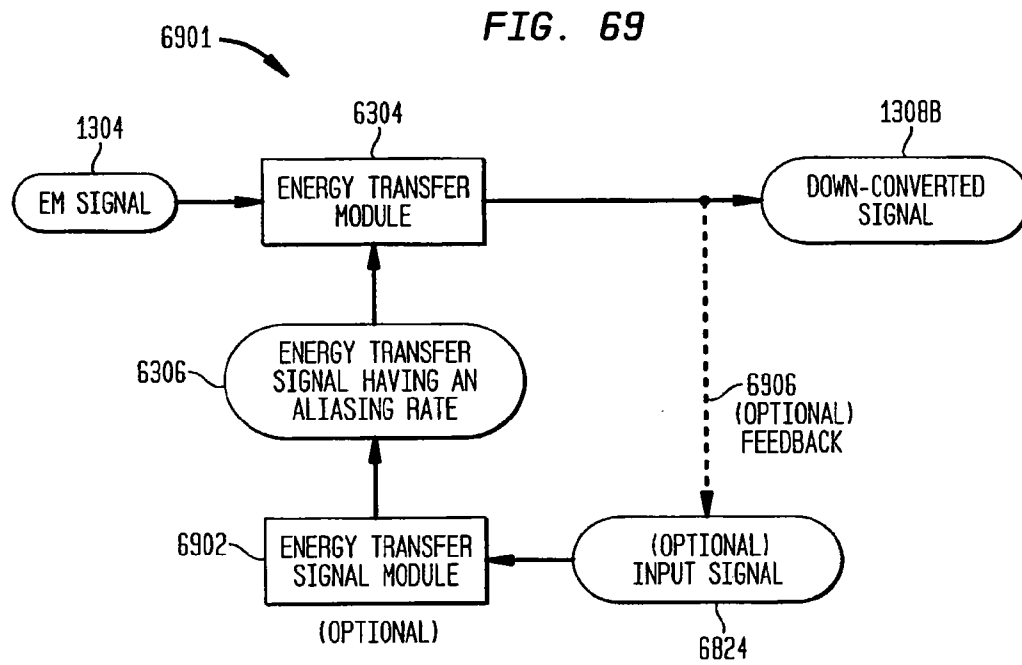 FIG. 69
6901
1304
6304
1308B
EM SIGNAL
ENERGY TRANSFER
MODULE
DOWN-CONVERTED
SIGNAL
6306
ENERGY TRANSFER
SIGNAL HAVING AN
ALIASING RATE
6906
(OPTIONAL)
FEEDBACK
6902
ENERGY TRANSFER
SIGNAL MODULE
(OPTIONAL)
(OPTIONAL)
INPUT SIGNAL
6824